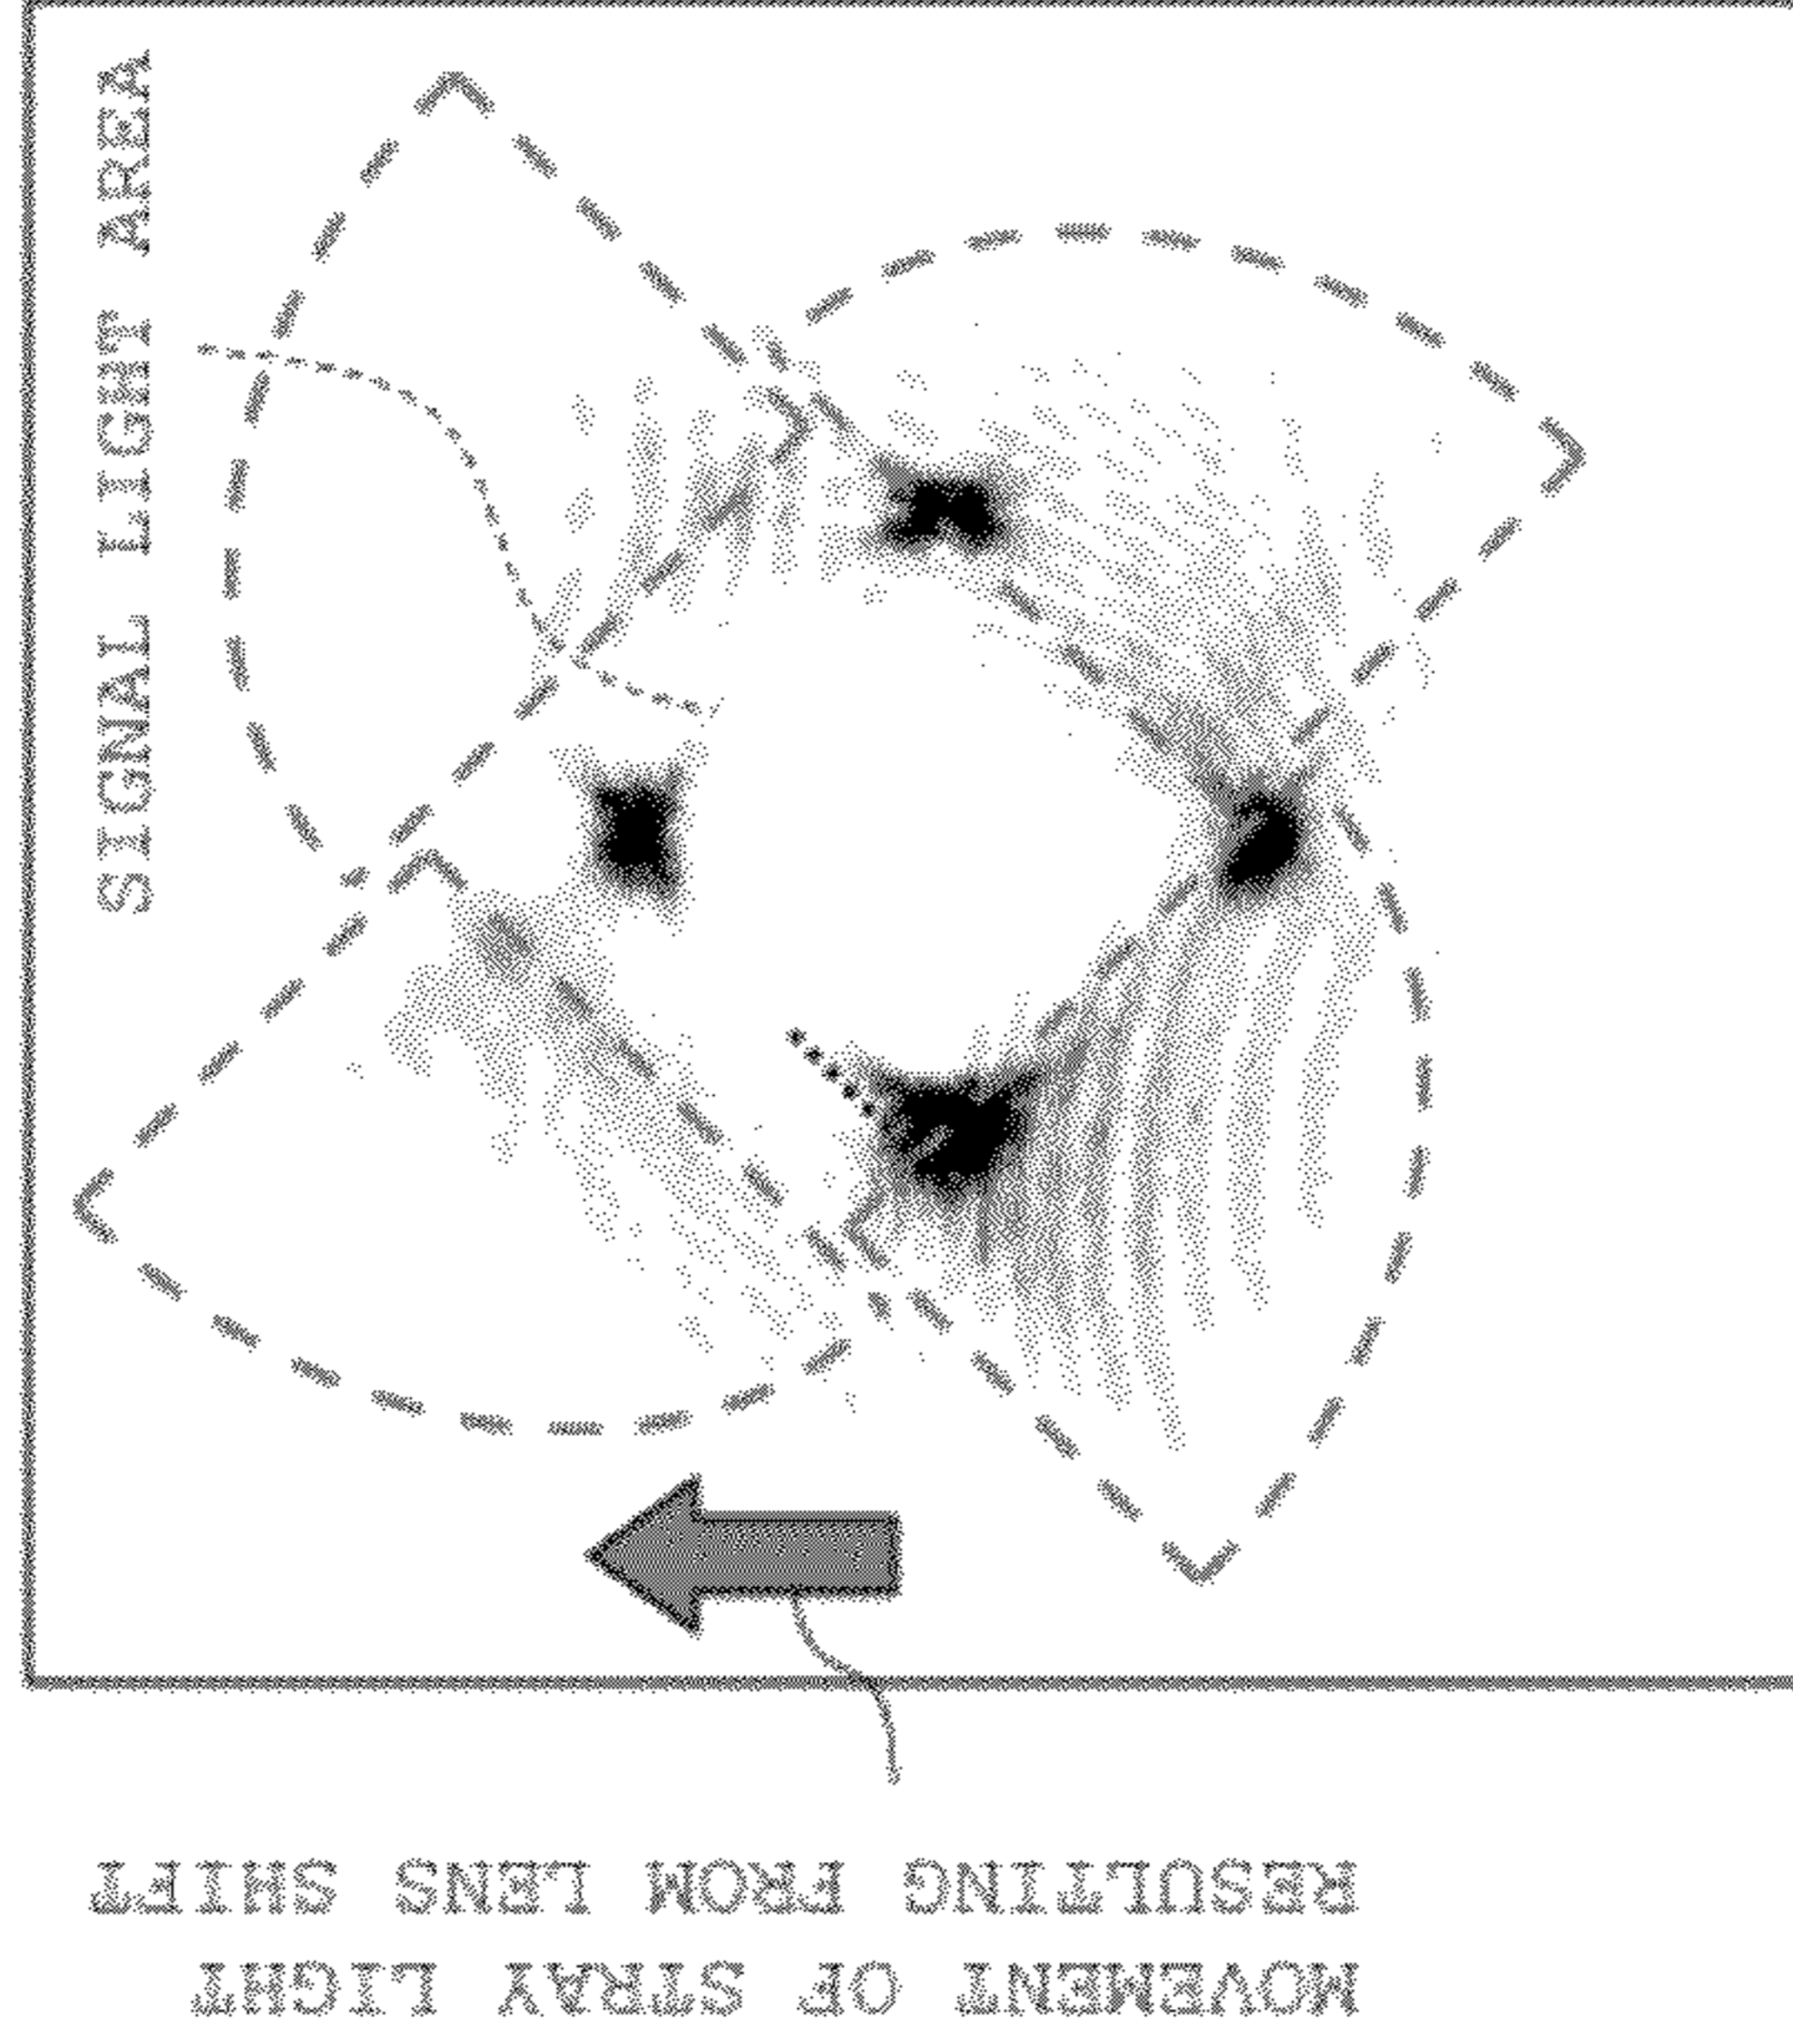 SIGNAL LIGHT AREA
MOVEMENT OF STRAY LIGHT
RESULTING FROM LENS SHIFT